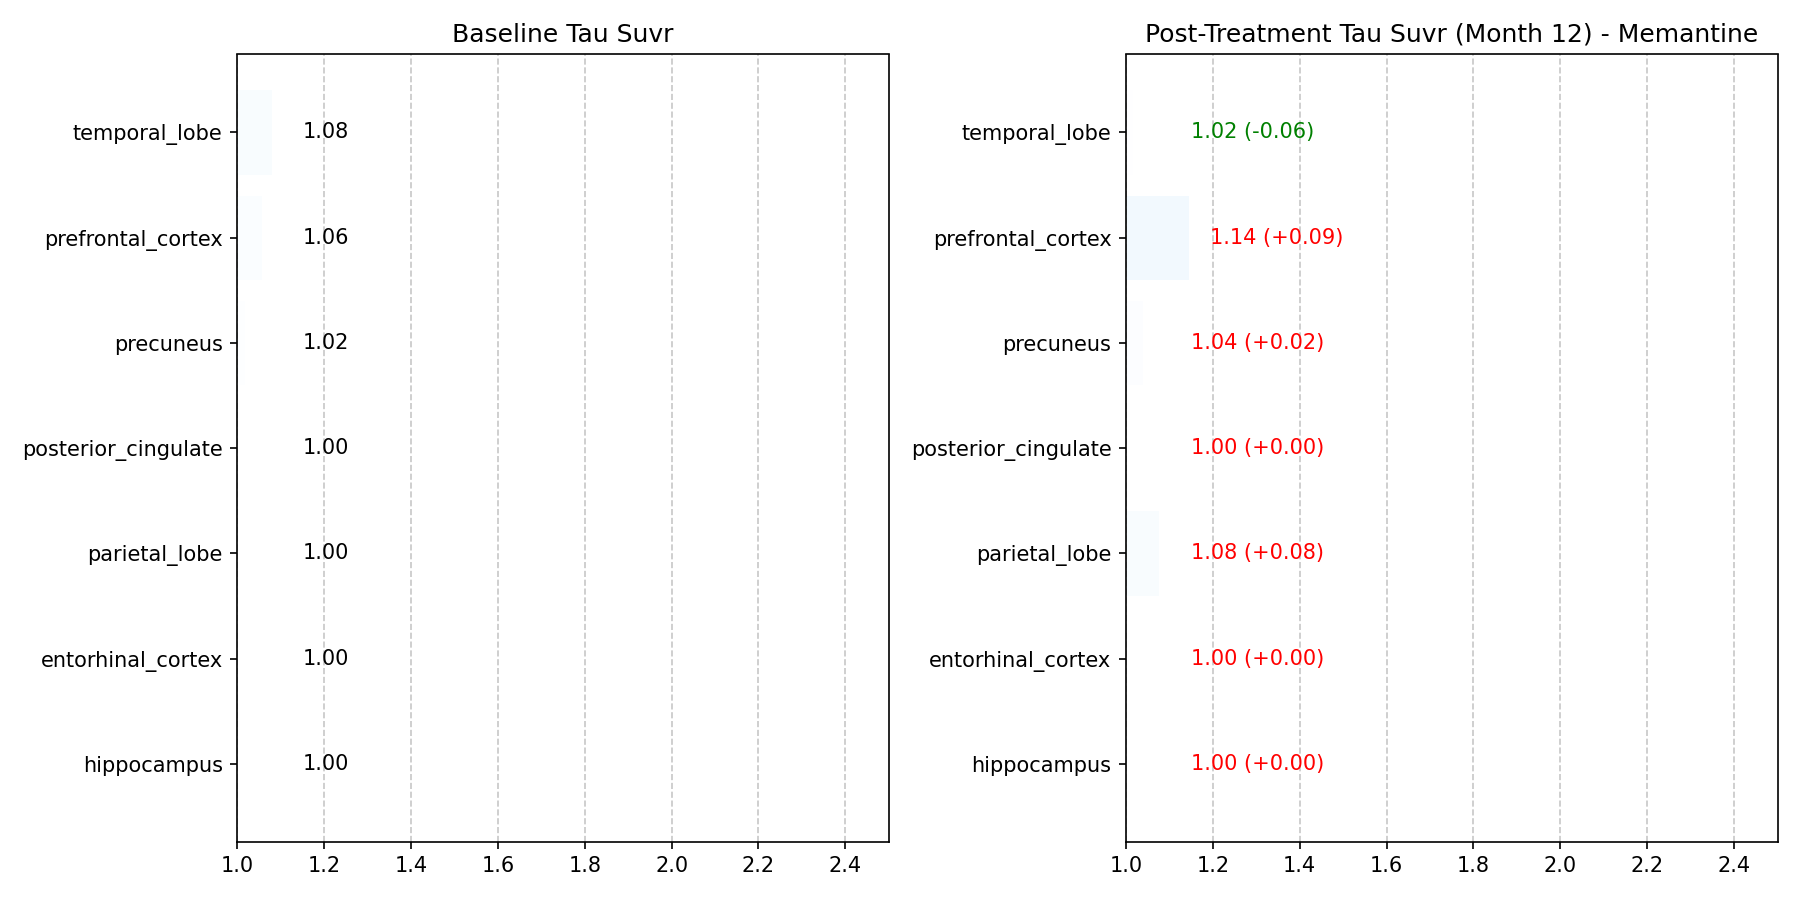 Baseline Tau Suvr
temporal_lobe 1.08
prefrontal_cortex 1.06
precuneus 1.02
posterior_cingulate 1.00
parietal_lobe 1.00
entorhinal_cortex 1.00
hippocampus 1.00
1.0 1.2 1.4 1.6 1.8 2.0 2.2 2.4
Post-Treatment Tau Suvr (Month 12) - Memantine
temporal_lobe 1.02 (-0.06)
prefrontal_cortex 1.14 (+0.09)
precuneus 1.04 (+0.02)
posterior_cingulate 1.00 (+0.00)
parietal_lobe 1.08 (+0.08)
entorhinal_cortex 1.00 (+0.00)
hippocampus 1.00 (+0.00)
1.0 1.2 1.4 1.6 1.8 2.0 2.2 2.4